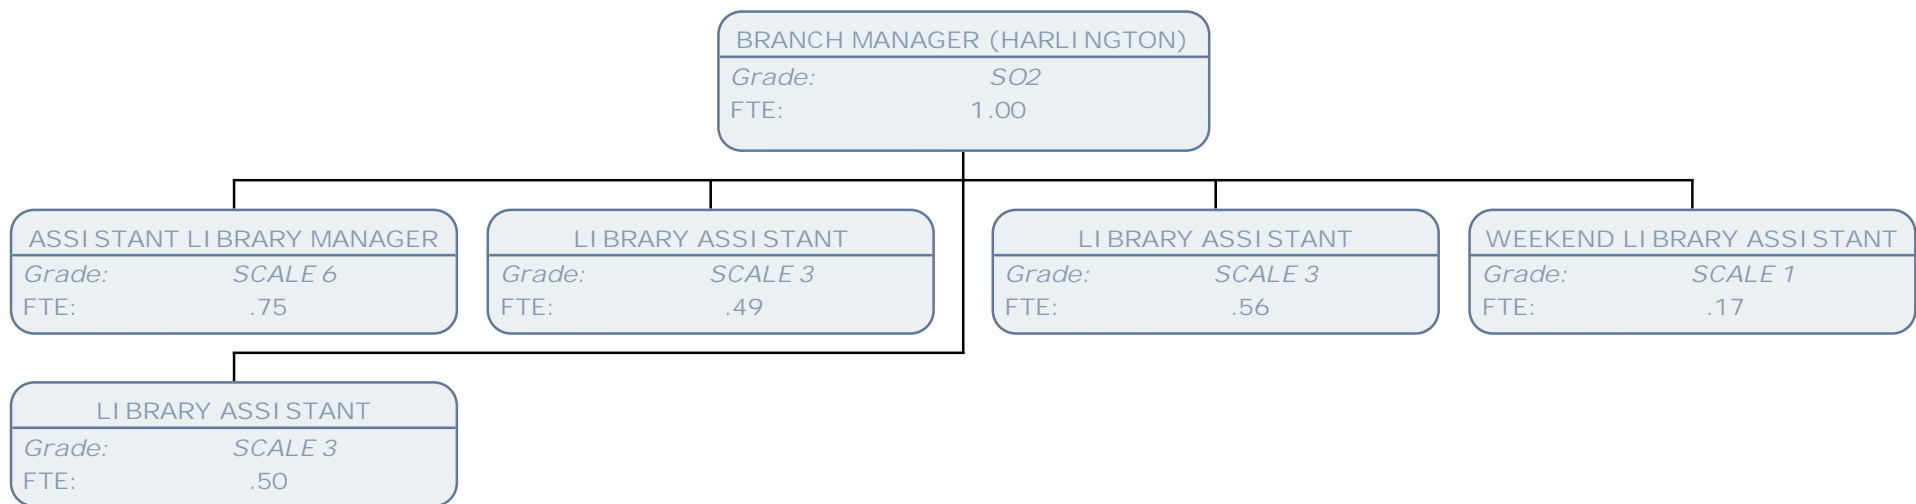 BRANCH MANAGER (HARLINGTON)
Grade: SO2
FTE: 1.00
ASSISTANT LIBRARY MANAGER
Grade: SCALE 6
FTE: .75
LIBRARY ASSISTANT
Grade: SCALE 3
FTE: .49
LIBRARY ASSISTANT
Grade: SCALE 3
FTE: .56
WEEKEND LIBRARY ASSISTANT
Grade: SCALE 1
FTE: .17
LIBRARY ASSISTANT
Grade: SCALE 3
FTE: .50